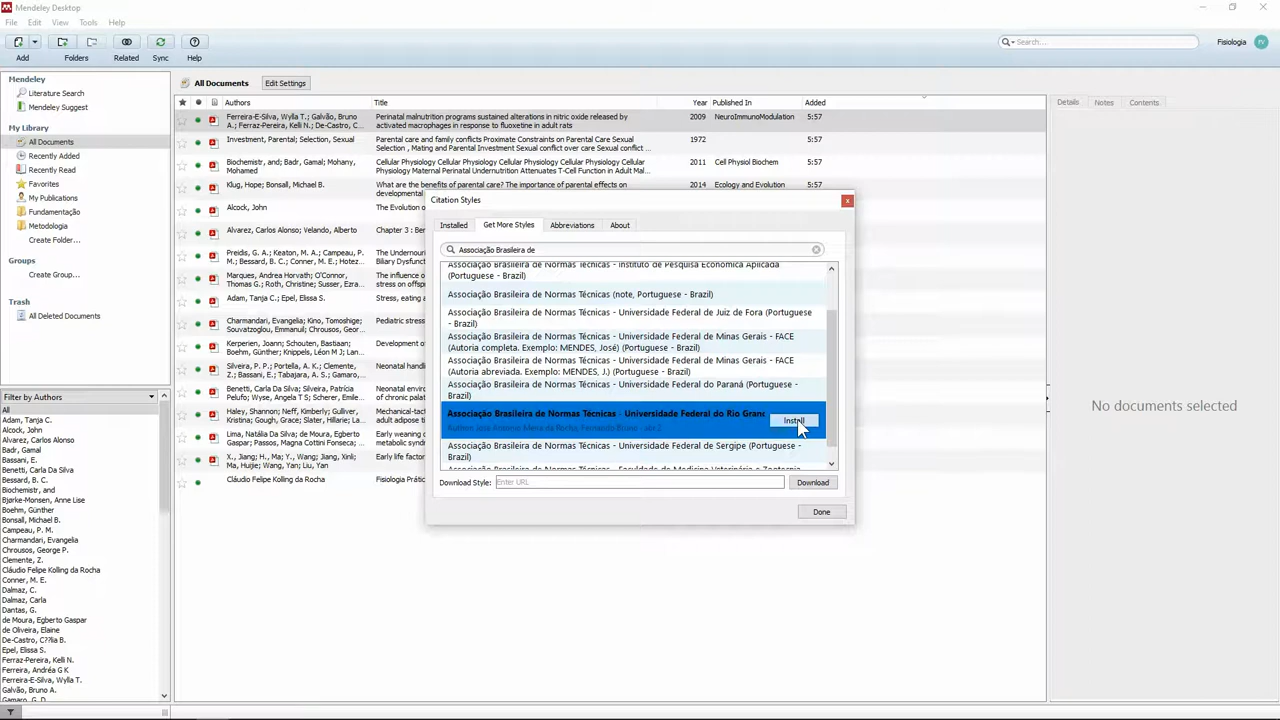 Mendeley Desktop
File Edit View Tools Help
Add Folders Related Sync Help
Search...
Fisiologia FV
Mendeley
Literature Search
Mendeley Suggest
My Library
All Documents
Recently Added
Recently Read
Favorites
My Publications
Fundamentação
Metodologia
Create Folder...
Groups
Create Group...
Trash
All Deleted Documents
Filter by Authors
All
Adam, Tanja C.
Alcock, John
Alvarez, Carlos Alonso
Badr, Gamal
Bassani, E.
Benetti, Carla Da Silva
Bessard, B. C.
Biochemistr, and
Bjørke-Monsen, Anne Lise
Boehm, Günther
Bonsall, Michael B.
Campeau, P. M.
Charmandari, Evangelia
Chrousos, George P.
Clemente, Z.
Cláudio Felipe Kolling da Rocha
Conner, M. E.
Dalmaz, C.
Dalmaz, Carla
Dantas, G.
de Moura, Egberto Gaspar
de Oliveira, Elaine
De-Castro, C??lia B.
Epel, Elissa S.
Ferraz-Pereira, Kelli N.
Ferreira, Andréa G K
Ferreira-E-Silva, Wylla T.
Galvão, Bruno A.
All Documents Edit Settings
Authors Title Year Published In Added
Ferreira-E-Silva, Wylla T.; Galvão, Bruno Perinatal malnutrition programs sustained alterations in nitric oxide released by 2009 NeuroImmunoModulation 5:57
A.; Ferraz-Pereira, Kelli N.; De-Castro, C... activated macrophages in response to fluoxetine in adult rats
Investment, Parental; Selection, Sexual Parental care and family conflicts Proximate Constraints on Parental Care Sexual 1972 5:57
Selection , Mating and Parental Investment Sexual conflict over care Sexual ...
Biochemistr, and; Badr, Gamal; Mohany, Cellular Physiology Cellular Physiology Cellular Physiology Cellular Physiology 2011 Cell Physiol Biochem 5:57
Mohamed Physiology Maternal Perinatal Undernutrition Attenuates T-Cell Function in Adult Mal...
Klug, Hope; Bonsall, Michael B. What are the benefits of parental care? The importance of parental effects on 2014 Ecology and Evolution 5:57
developmental
Alcock, John The Evolution o
Alvarez, Carlos Alonso; Velando, Alberto Chapter 3 : Ben
Preidis, G. A.; Keaton, M. A.; Campeau, P. The Undernouri
M.; Bessard, B. C.; Conner, M. E.; Hotez... Biliary Dysfunct
Marques, Andrea Horvath; O'Connor, The influence of
Thomas G.; Roth, Christine; Susser, Ezra... stress on offspri
Adam, Tanja C.; Epel, Elissa S. Stress, eating a
Charmandari, Evangelia; Kino, Tomoshige; Pediatric stress:
Souvatzoglou, Emmanuil; Chrousos, Geor...
Kerperien, Joann; Schouten, Bastiaan;
Boehm, Günther; Knippels, Léon M J; Lan...
Silveira, P. P.; Portella, A. K.; Clemente, Neonatal handli
Z.; Bassani, E.; Tabajara, A. S.; Gamaro,...
Benetti, Carla Da Silva; Silveira, Patrícia Neonatal enviro
Pelufo; Wyse, Angela T S; Scherer, Emile... of chronic palat
Haley, Shannon; Neff, Kimberly; Gulliver, Mechanical-tact
Kristina; Gough, Grace; Slater, Marshall;... mild stress in ra
Lima, Natália da Silva; de Moura, Egberto Early weaning c
Gaspar; Passos, Magna Cottini Fonseca;... metabolic syndr
X., Jiang; H., Ma; Y., Wang; Jiang, Xinli; Early life factor
Ma, Huijie; Wang, Yan; Liu, Yan
Cláudio Felipe Kolling da Rocha Fisiologia Prátic
Details Notes Contents
No documents selected
Citation Styles
Installed Get More Styles Abbreviations About
Associação Brasileira de
Associação Brasileira de Normas Técnicas - Instituto de Pesquisa Econômica Aplicada
(Portuguese - Brazil)
Associação Brasileira de Normas Técnicas (note, Portuguese - Brazil)
Associação Brasileira de Normas Técnicas - Universidade Federal de Juiz de Fora (Portuguese
- Brazil)
Associação Brasileira de Normas Técnicas - Universidade Federal de Minas Gerais - FACE
(Autoria completa. Exemplo: MENDES, José) (Portuguese - Brazil)
Associação Brasileira de Normas Técnicas - Universidade Federal de Minas Gerais - FACE
(Autoria abreviada. Exemplo: MENDES, J.) (Portuguese - Brazil)
Associação Brasileira de Normas Técnicas - Universidade Federal do Paraná (Portuguese -
Brazil)
Associação Brasileira de Normas Técnicas - Universidade Federal do Rio Granc
Install
Associação Brasileira de Normas Técnicas - Universidade Federal de Sergipe (Portuguese -
Brazil)
Associação Brasileira de Normas Técnicas - Faculdade de Medicina Veterinária e Zootecnia
Download Style: Enter URL Download
Done